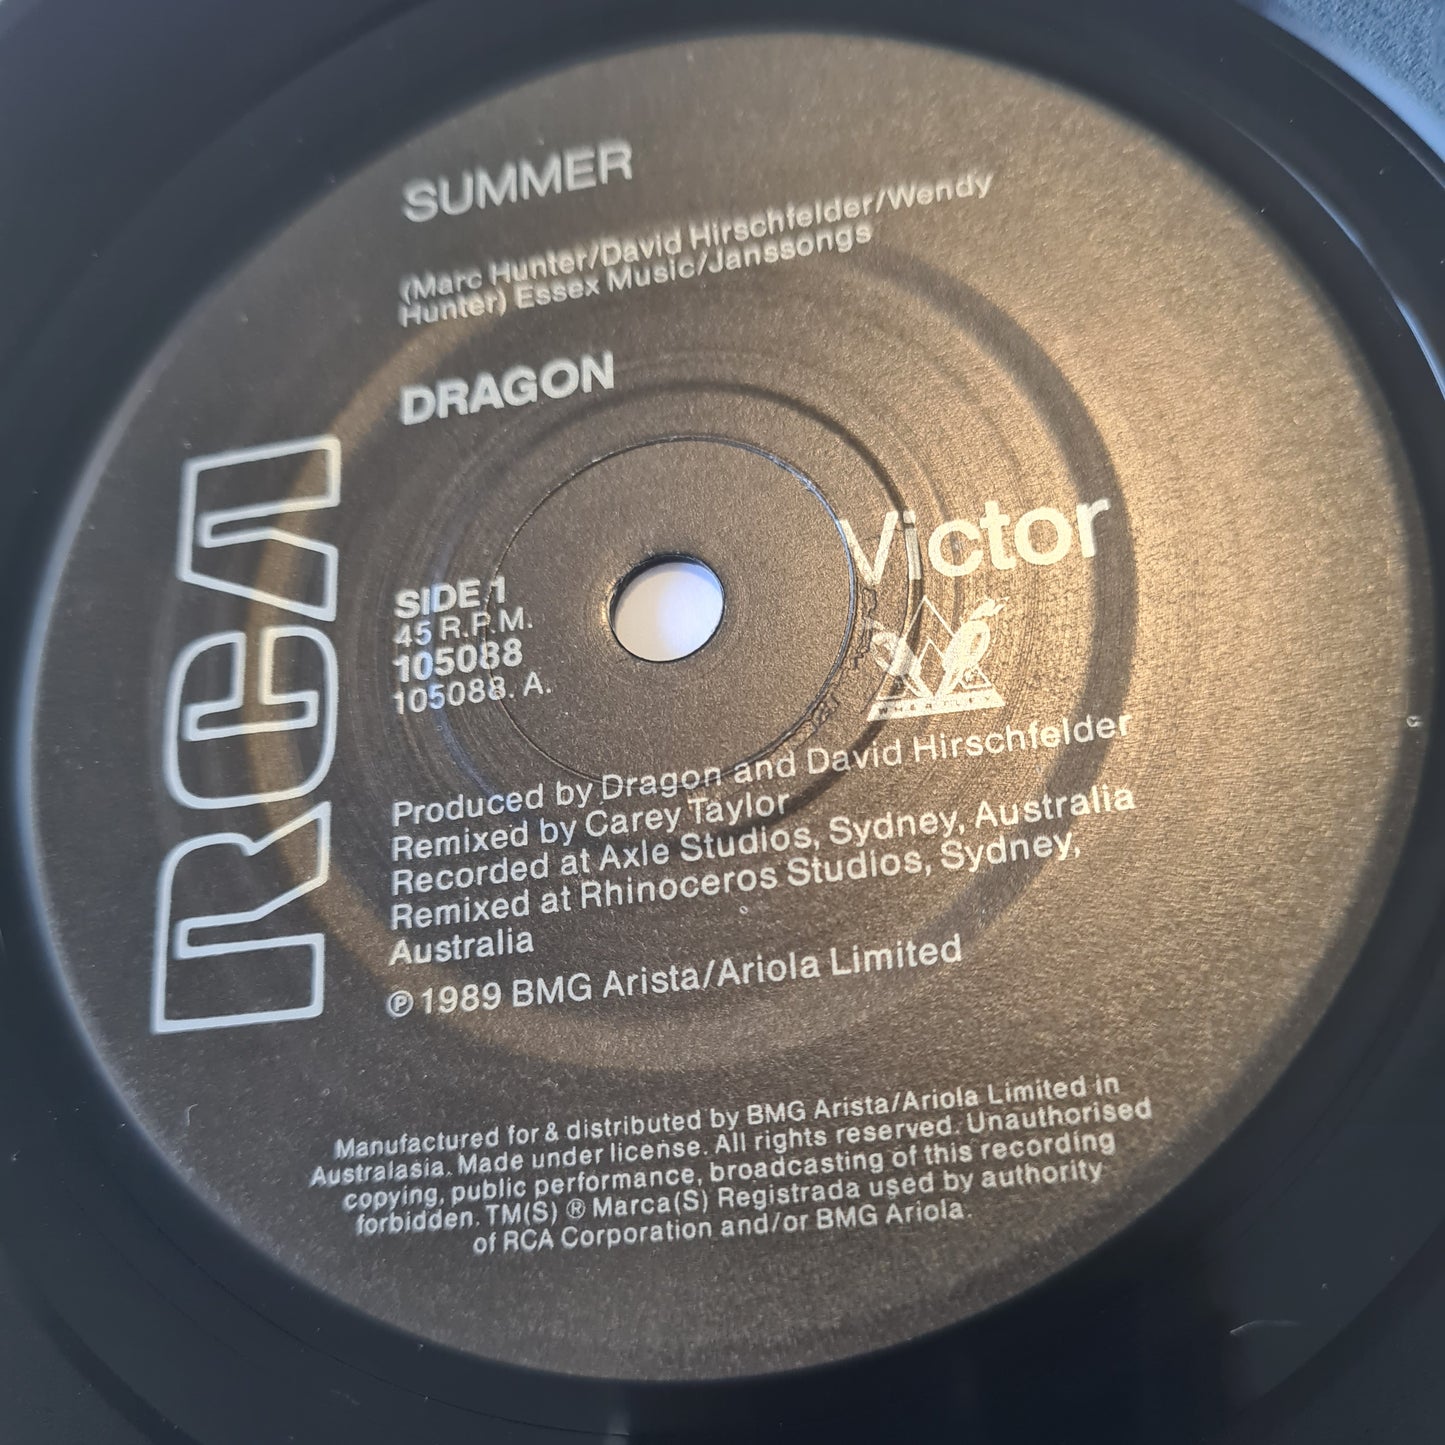 SUMMER
(Marc Hunter/David Hirschfelder/Wendy
Hunter) Essex Music/Janssongs
DRAGON
RCA
Victor
SIDE 1
45 R.P.M.
105088
105088. A.
WHEATLEY
Produced by Dragon and David Hirschfelder
Remixed by Carey Taylor
Recorded at Axle Studios, Sydney, Australia
Remixed at Rhinoceros Studios, Sydney,
Australia
℗ 1989 BMG Arista/Ariola Limited
Manufactured for & distributed by BMG Arista/Ariola Limited in
Australasia. Made under license. All rights reserved. Unauthorised
copying, public performance, broadcasting of this recording
forbidden. TM(S) ® Marca(S) Registrada used by authority
of RCA Corporation and/or BMG Ariola.